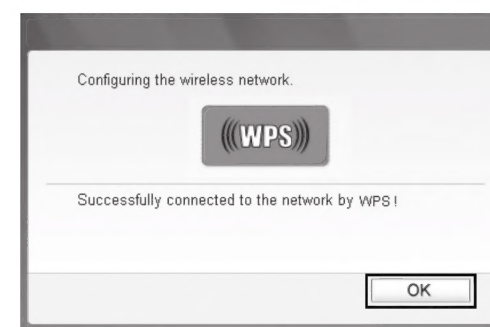 Configuring the wireless network.
WPS
Successfully connected to the network by WPS!
OK